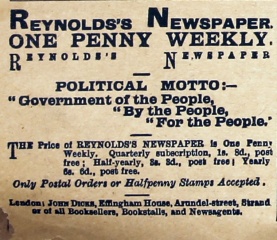 REYNOLDS'S NEWSPAPER.
ONE PENNY WEEKLY.
REYNOLDS'S NEWSPAPER
POLITICAL MOTTO:—
"Government of the People,
"By the People,
"For the People."
THE Price of REYNOLDS'S NEWSPAPER is One Penny
Weekly. Quarterly subscription, 1s. 8d., post
free; Half-yearly, 3s. 3d., post free; Yearly
6s. 6d., post free.
Only Postal Orders or Halfpenny Stamps Accepted.
London: JOHN DICKS, Effingham House, Arundel-street, Strand
or of all Booksellers, Bookstalls, and Newsagents.